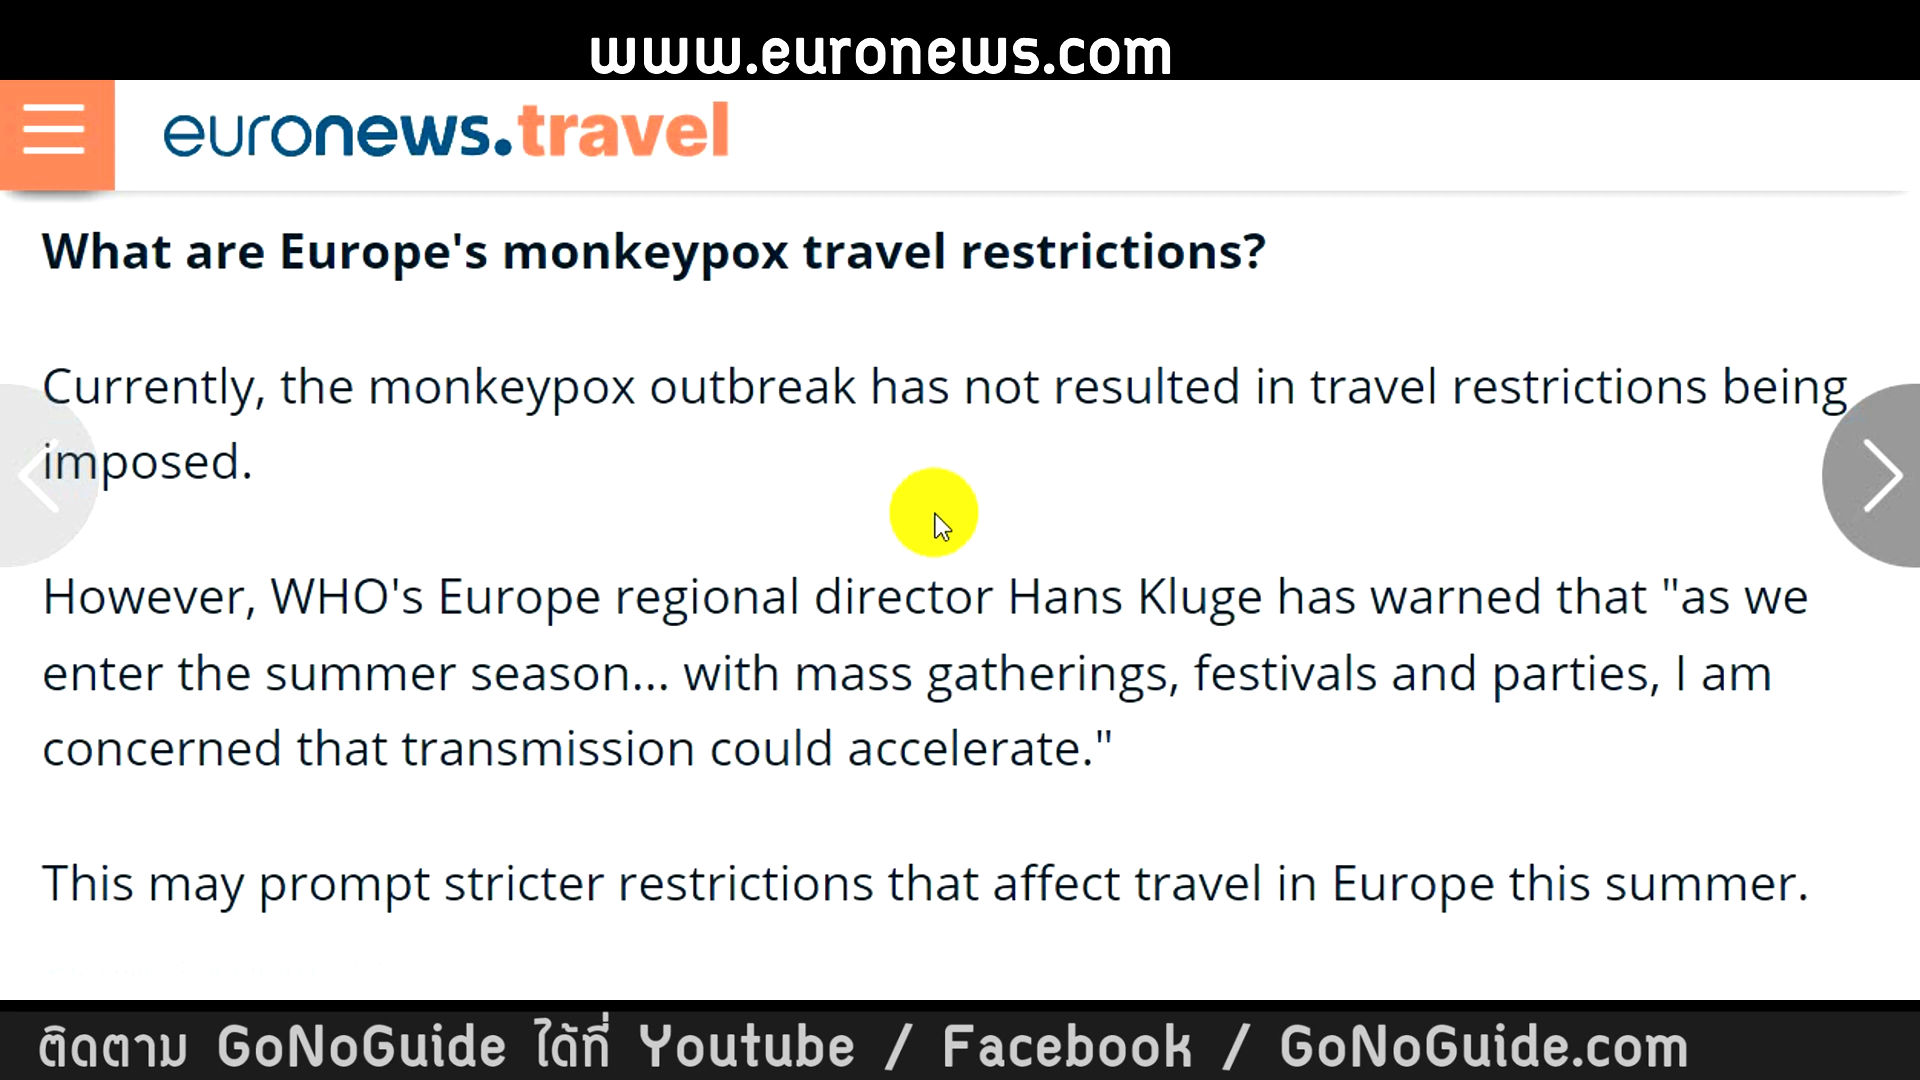 www.euronews.com
euronews.travel
What are Europe's monkeypox travel restrictions?
Currently, the monkeypox outbreak has not resulted in travel restrictions being
imposed.
However, WHO's Europe regional director Hans Kluge has warned that "as we
enter the summer season... with mass gatherings, festivals and parties, I am
concerned that transmission could accelerate."
This may prompt stricter restrictions that affect travel in Europe this summer.
ติดตาม GoNoGuide ได้ที่ Youtube / Facebook / GoNoGuide.com